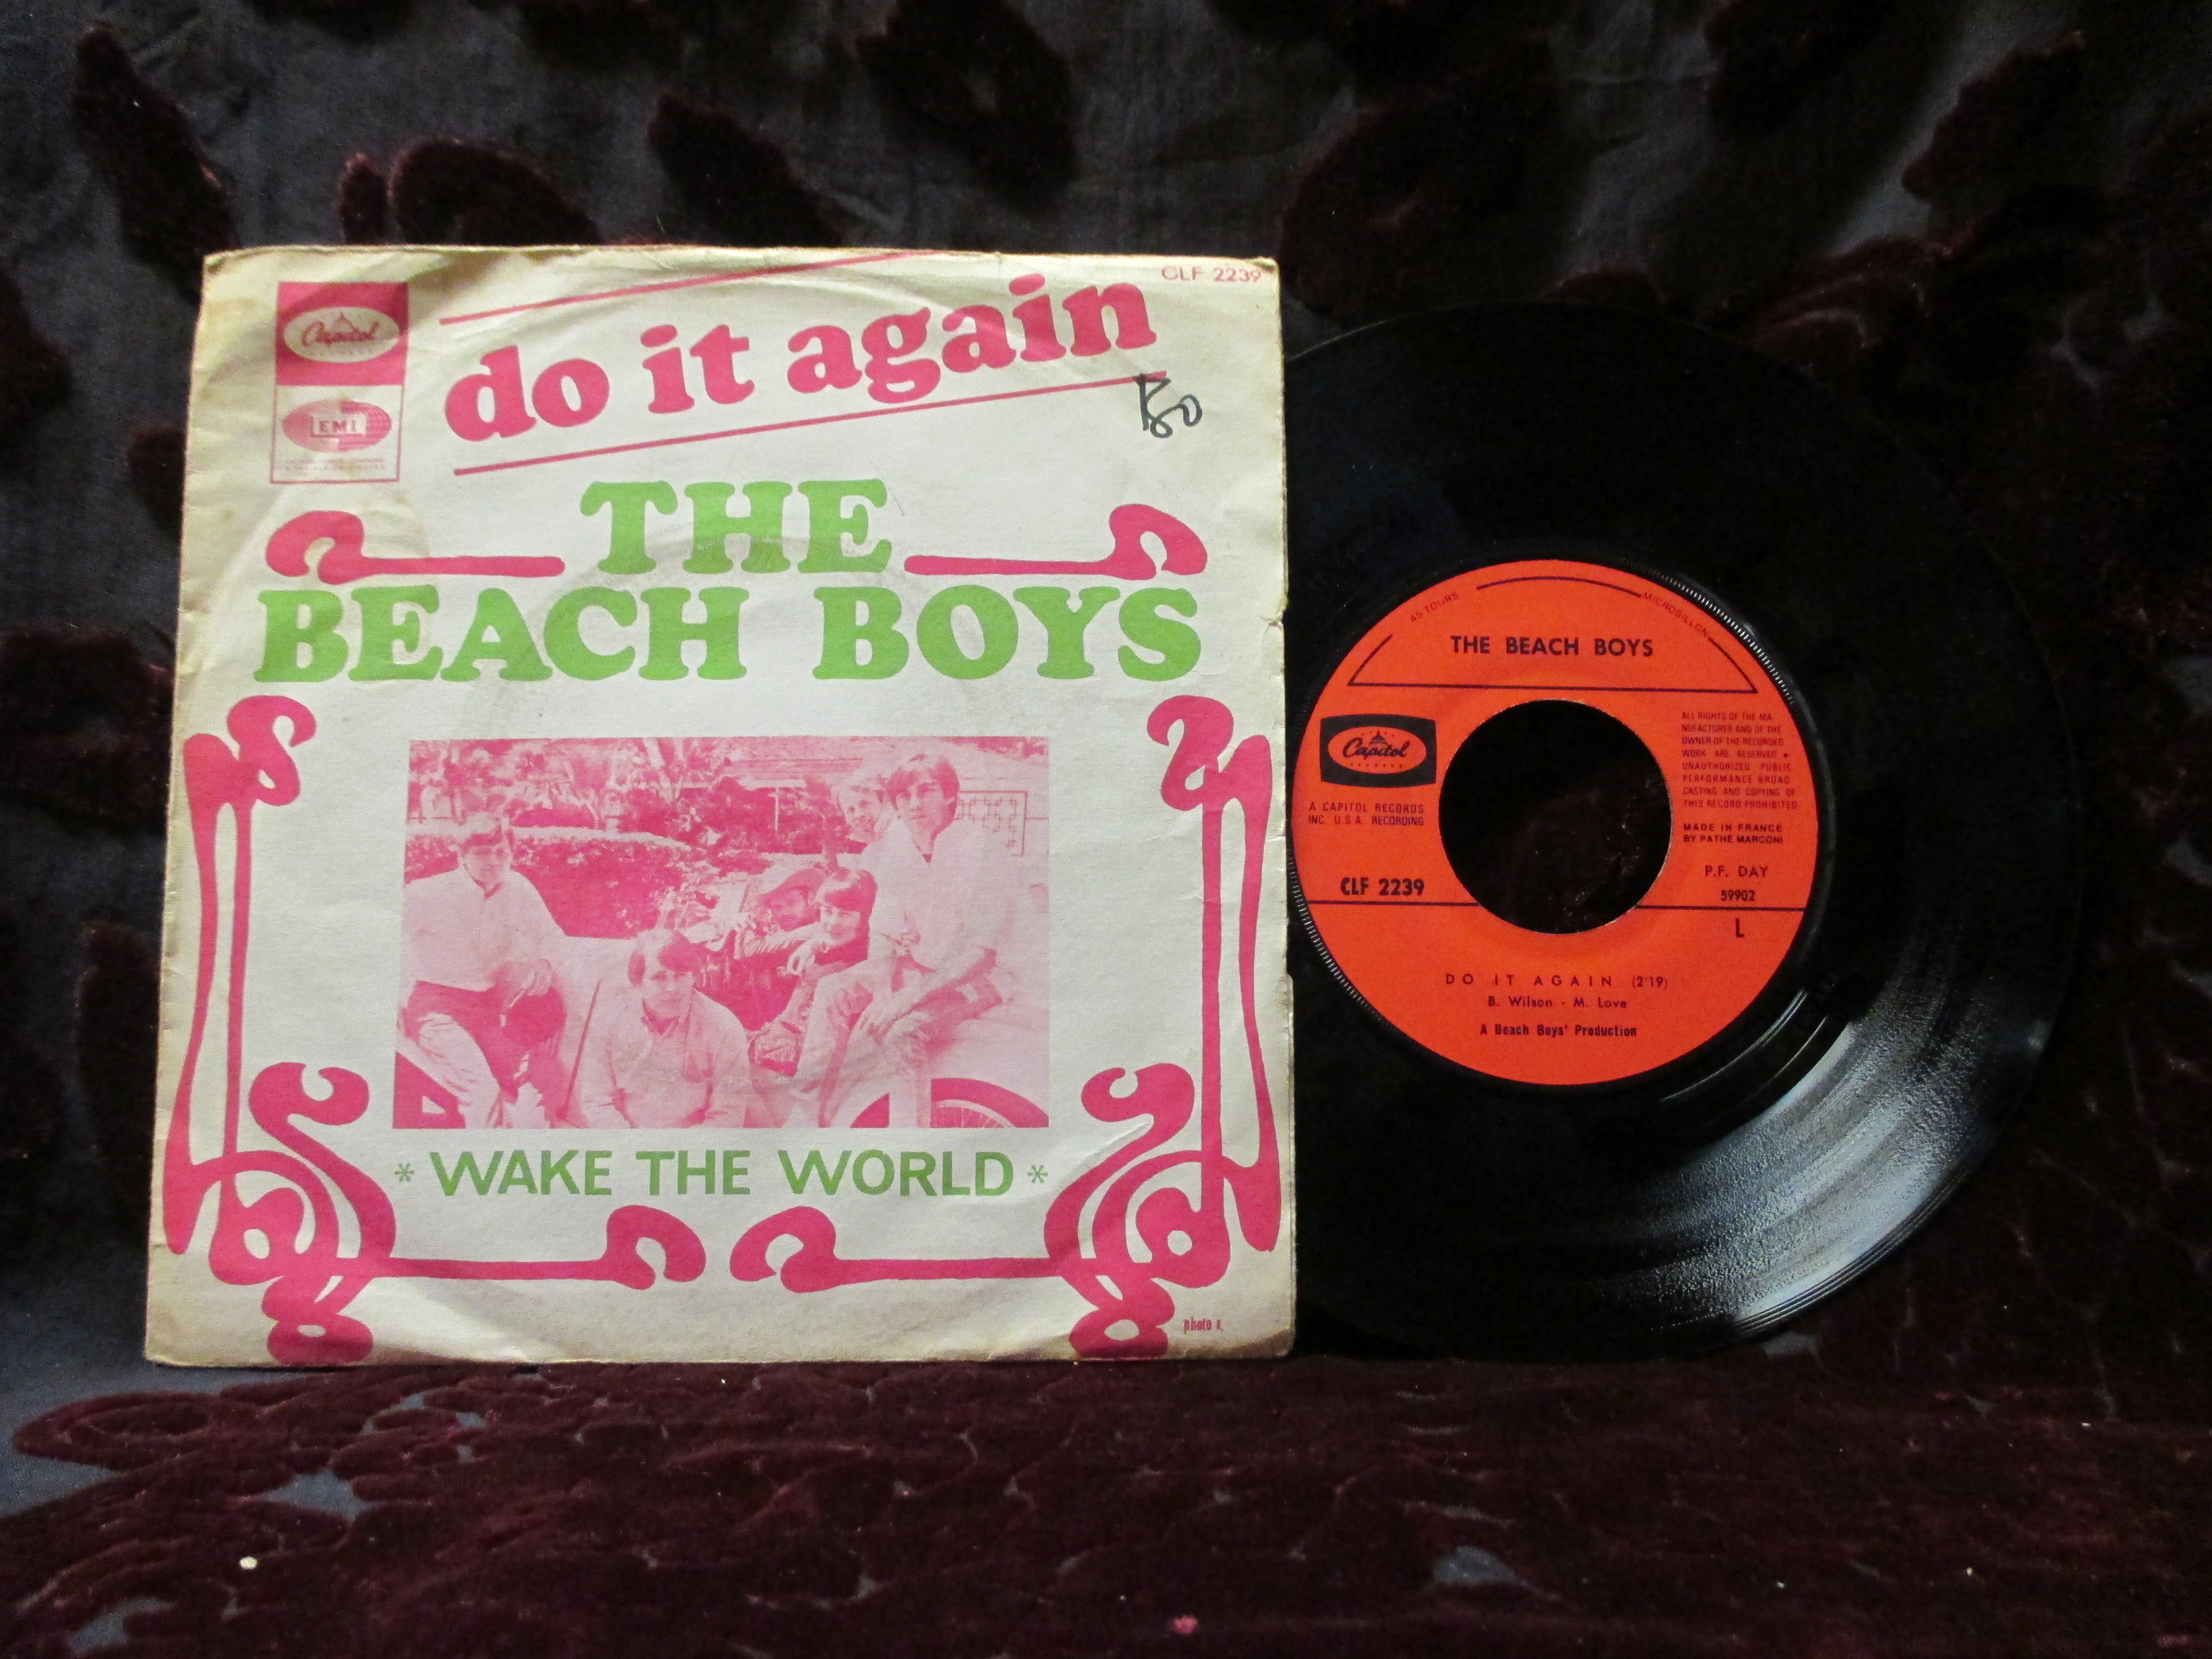 CLF 2239
Capitol
EMI
do it again
THE
BEACH BOYS
* WAKE THE WORLD *
photo
45 TOURS
MICROSILLON
THE BEACH BOYS
Capitol
RECORDS
A CAPITOL RECORDS
INC. U.S.A. RECORDING
CLF 2239
ALL RIGHTS OF THE MA-
NUFACTURER AND OF THE
OWNER OF THE RECORDED
WORK ARE RESERVED
UNAUTHORIZED PUBLIC
PERFORMANCE BROAD
CASTING AND COPYING OF
THIS RECORD PROHIBITED
MADE IN FRANCE
BY PATHE MARCONI
P.F. DAY
59902
L
DO IT AGAIN (2'19)
B. Wilson - M. Love
A Beach Boys' Production